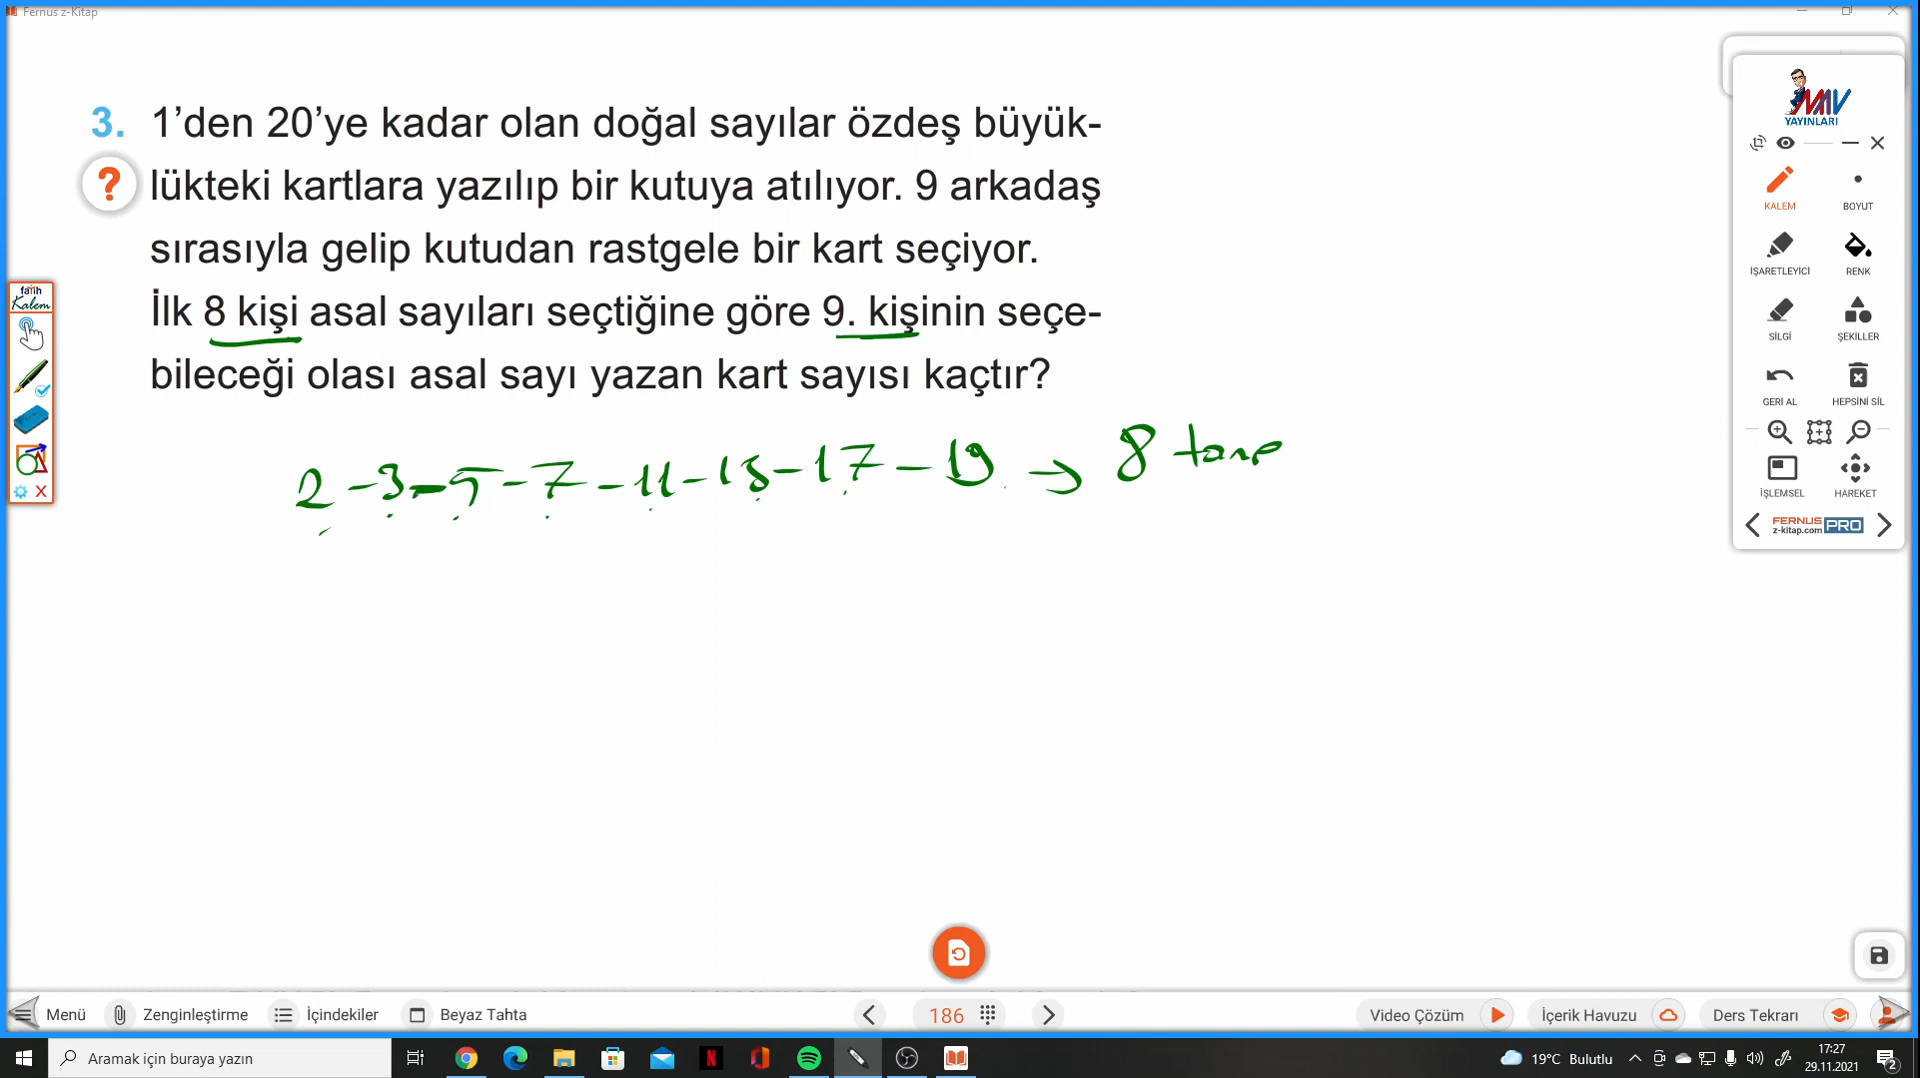 Fernus z-Kitap
3. 1’den 20’ye kadar olan doğal sayılar özdeş büyük-
? lükteki kartlara yazılıp bir kutuya atılıyor. 9 arkadaş
sırasıyla gelip kutudan rastgele bir kart seçiyor.
İlk 8 kişi asal sayıları seçtiğine göre 9. kişinin seçe-
bileceği olası asal sayı yazan kart sayısı kaçtır?
2 - 3 - 5 - 7 - 11 - 13 - 17 - 19 → 8 tane
fatih
Kalem
MAV
YAYINLARI
KALEM BOYUT
İŞARETLEYİCİ RENK
SİLGİ ŞEKİLLER
GERİ AL HEPSİNİ SİL
İŞLEMSEL HAREKET
FERNUS PRO
z-kitap.com
Menü Zenginleştirme İçindekiler Beyaz Tahta 186 Video Çözüm İçerik Havuzu Ders Tekrarı
Aramak için buraya yazın
19°C Bulutlu
17:27
29.11.2021
2